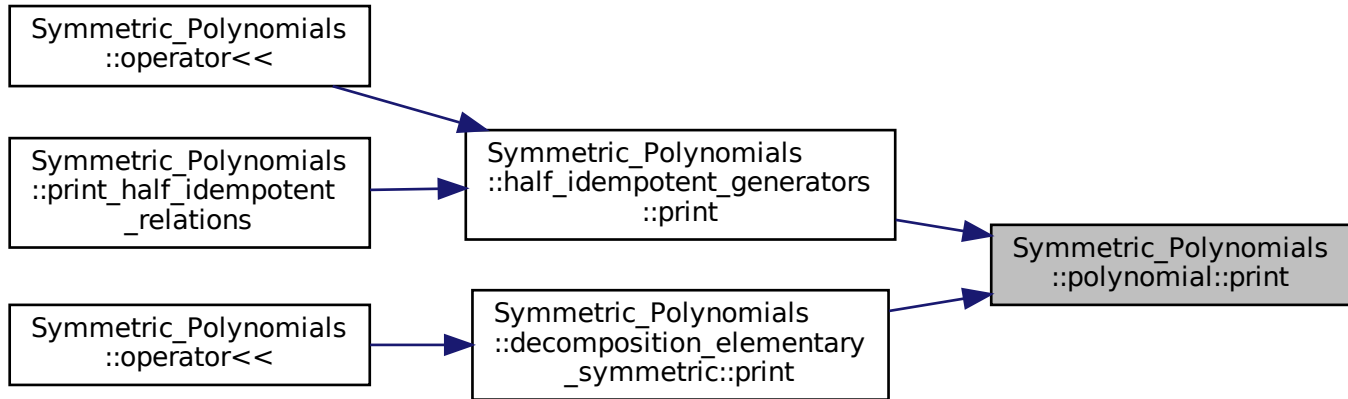 Symmetric_Polynomials
::operator<<
Symmetric_Polynomials
::print_half_idempotent
_relations
Symmetric_Polynomials
::operator<<
Symmetric_Polynomials
::half_idempotent_generators
::print
Symmetric_Polynomials
::decomposition_elementary
_symmetric::print
Symmetric_Polynomials
::polynomial::print